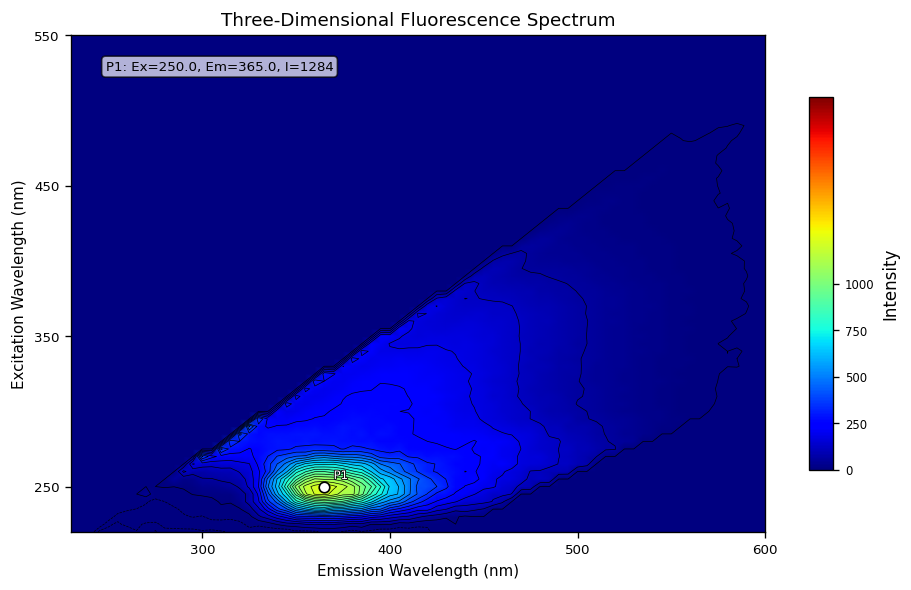 Three-Dimensional Fluorescence Spectrum
P1: Ex=250.0, Em=365.0, I=1284
P1
550
450
350
250
300
400
500
600
Excitation Wavelength (nm)
Emission Wavelength (nm)
1000
750
500
250
0
Intensity